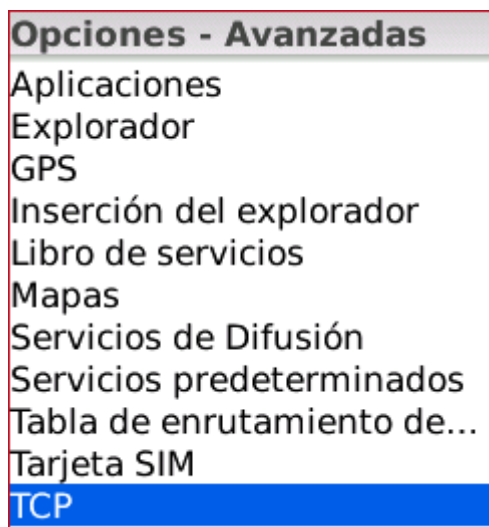 Opciones - Avanzadas
Aplicaciones
Explorador
GPS
Inserción del explorador
Libro de servicios
Mapas
Servicios de Difusión
Servicios predeterminados
Tabla de enrutamiento de...
Tarjeta SIM
TCP